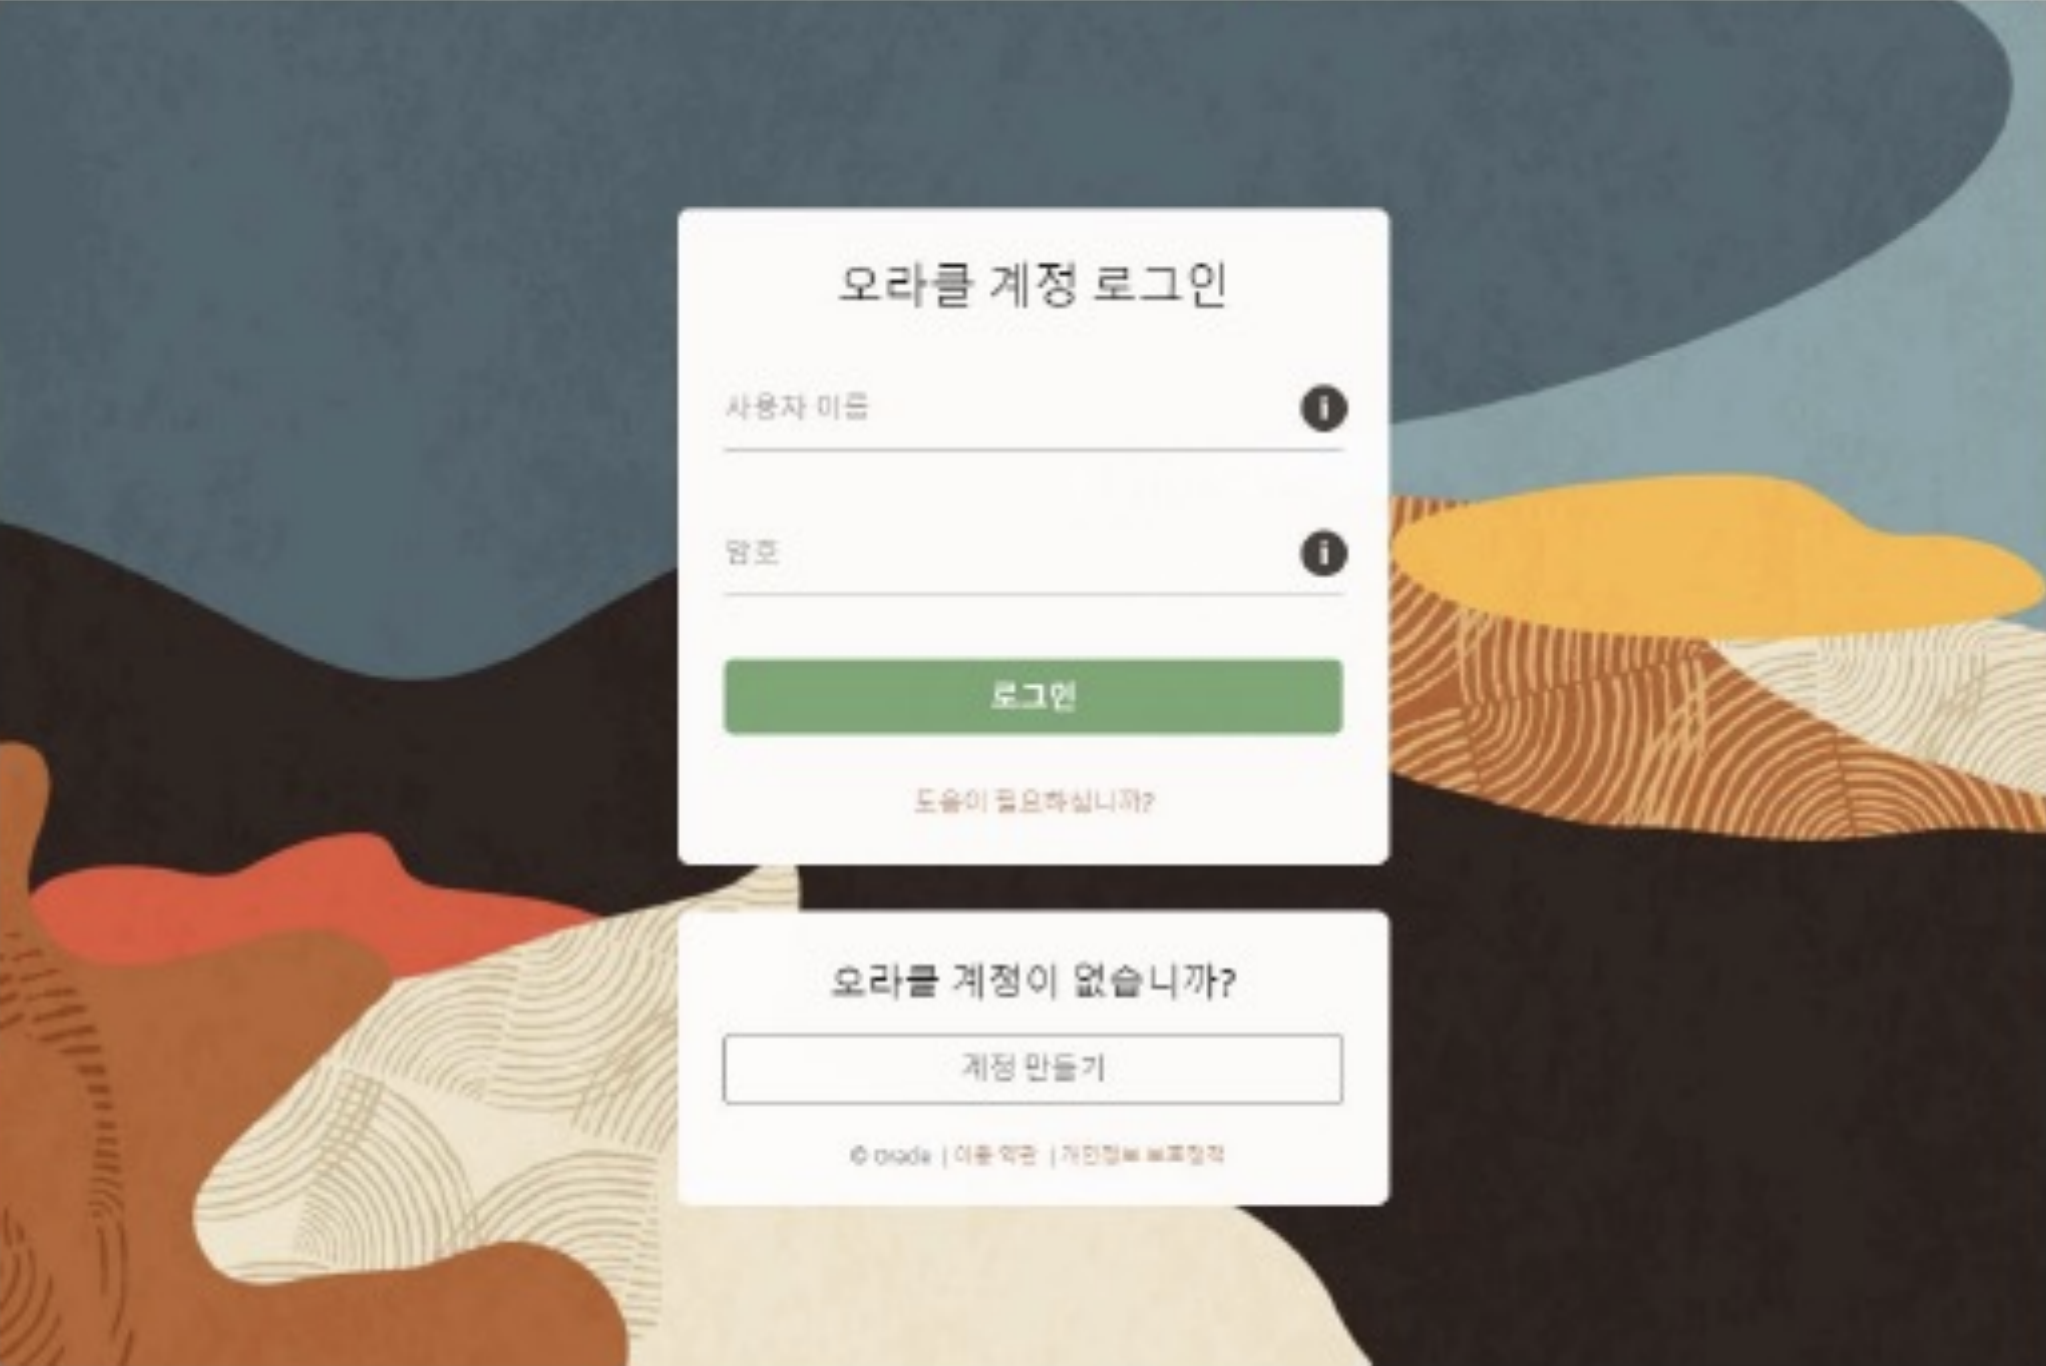 오라클 계정 로그인
사용자 이름
암호
로그인
도움이 필요하십니까?
오라클 계정이 없습니까?
계정 만들기
© Oracle | 이용 약관 | 개인정보 보호정책